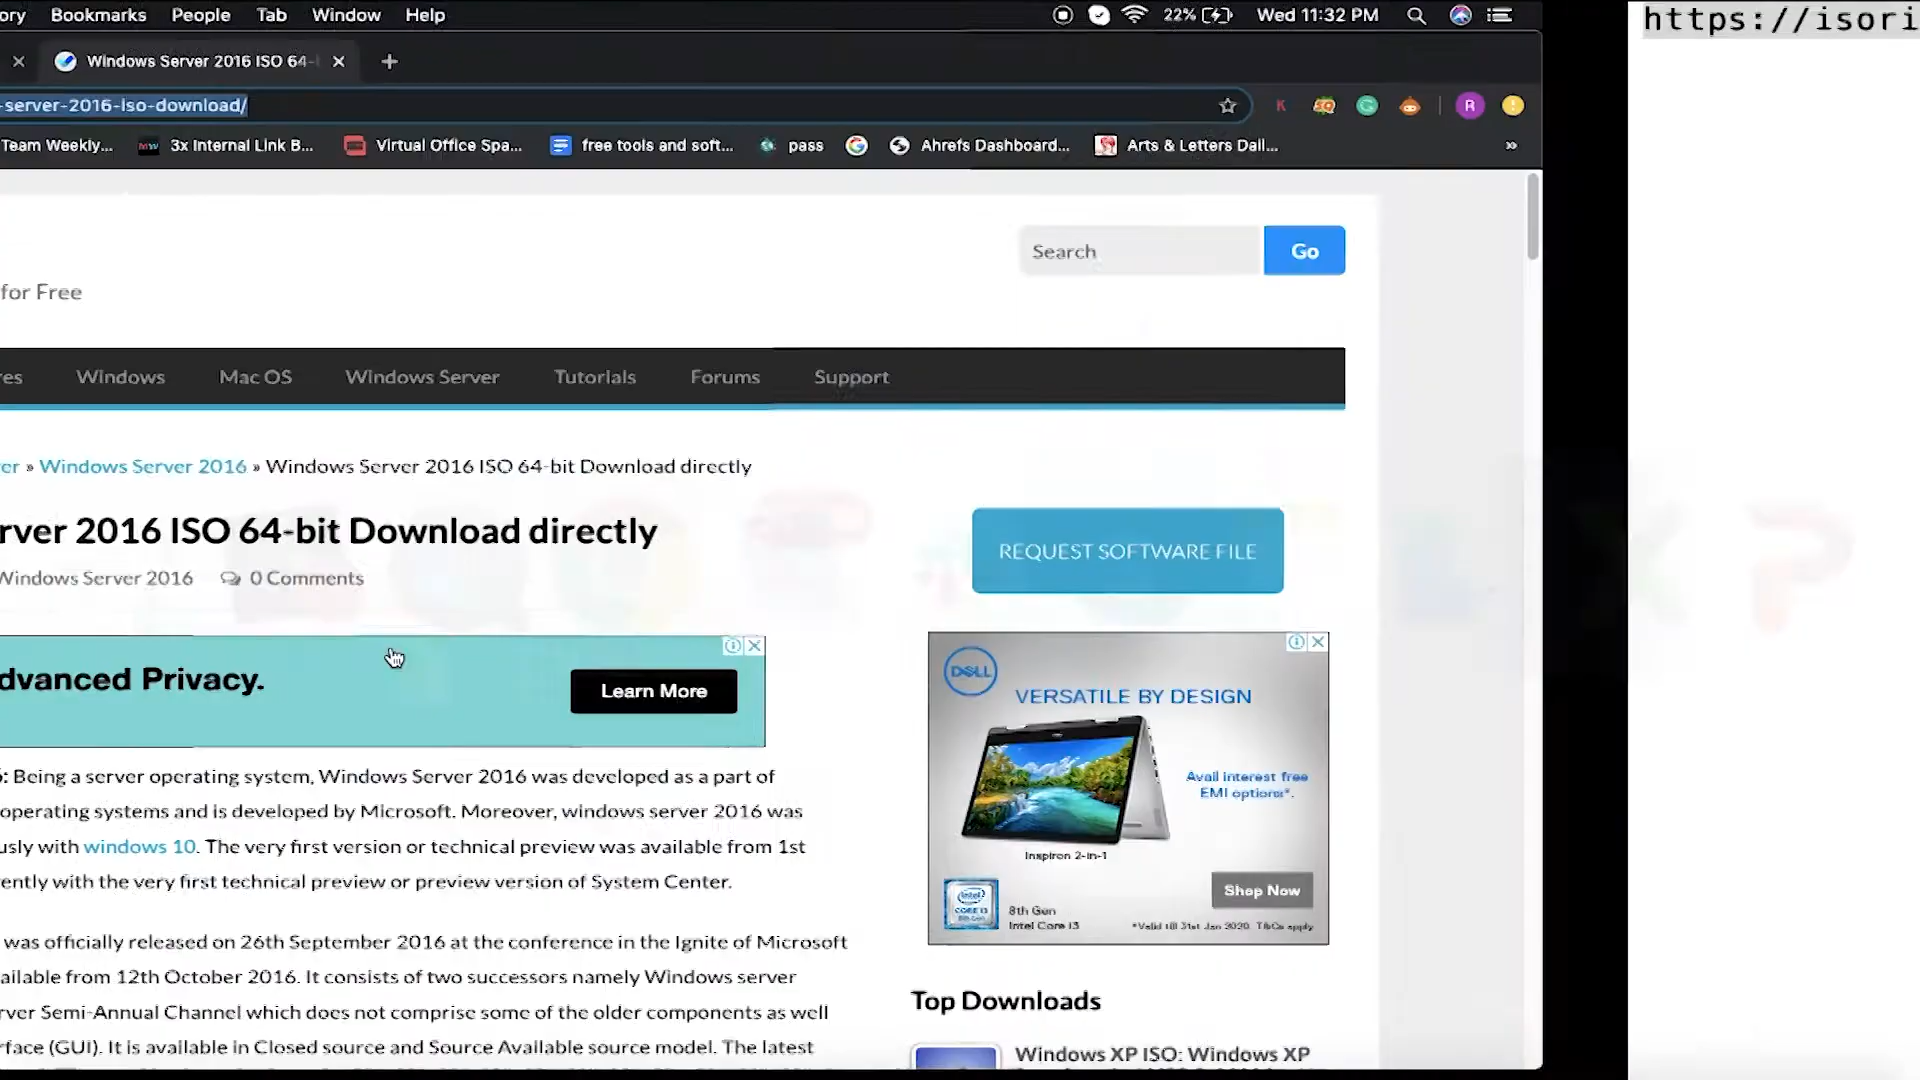 ory Bookmarks People Tab Window Help 22% Wed 11:32 PM
https://isori
Windows Server 2016 ISO 64-
-server-2016-iso-download/
Team Weekly... 3x Internal Link B... Virtual Office Spa... free tools and soft... pass Ahrefs Dashboard... Arts & Letters Dall... »
Search Go
for Free
res Windows Mac OS Windows Server Tutorials Forums Support
er » Windows Server 2016 » Windows Server 2016 ISO 64-bit Download directly
rver 2016 ISO 64-bit Download directly
Windows Server 2016 0 Comments
REQUEST SOFTWARE FILE
dvanced Privacy.
Learn More
DELL
VERSATILE BY DESIGN
Avail interest free
EMI options*.
Inspiron 2-in-1
Shop Now
8th Gen
Intel Core i3
*Valid till 31st Jan 2020. T&Cs apply
6: Being a server operating system, Windows Server 2016 was developed as a part of
operating systems and is developed by Microsoft. Moreover, windows server 2016 was
usly with windows 10. The very first version or technical preview was available from 1st
ently with the very first technical preview or preview version of System Center.
was officially released on 26th September 2016 at the conference in the Ignite of Microsoft
ailable from 12th October 2016. It consists of two successors namely Windows server
rver Semi-Annual Channel which does not comprise some of the older components as well
rface (GUI). It is available in Closed source and Source Available source model. The latest
Top Downloads
Windows XP ISO: Windows XP